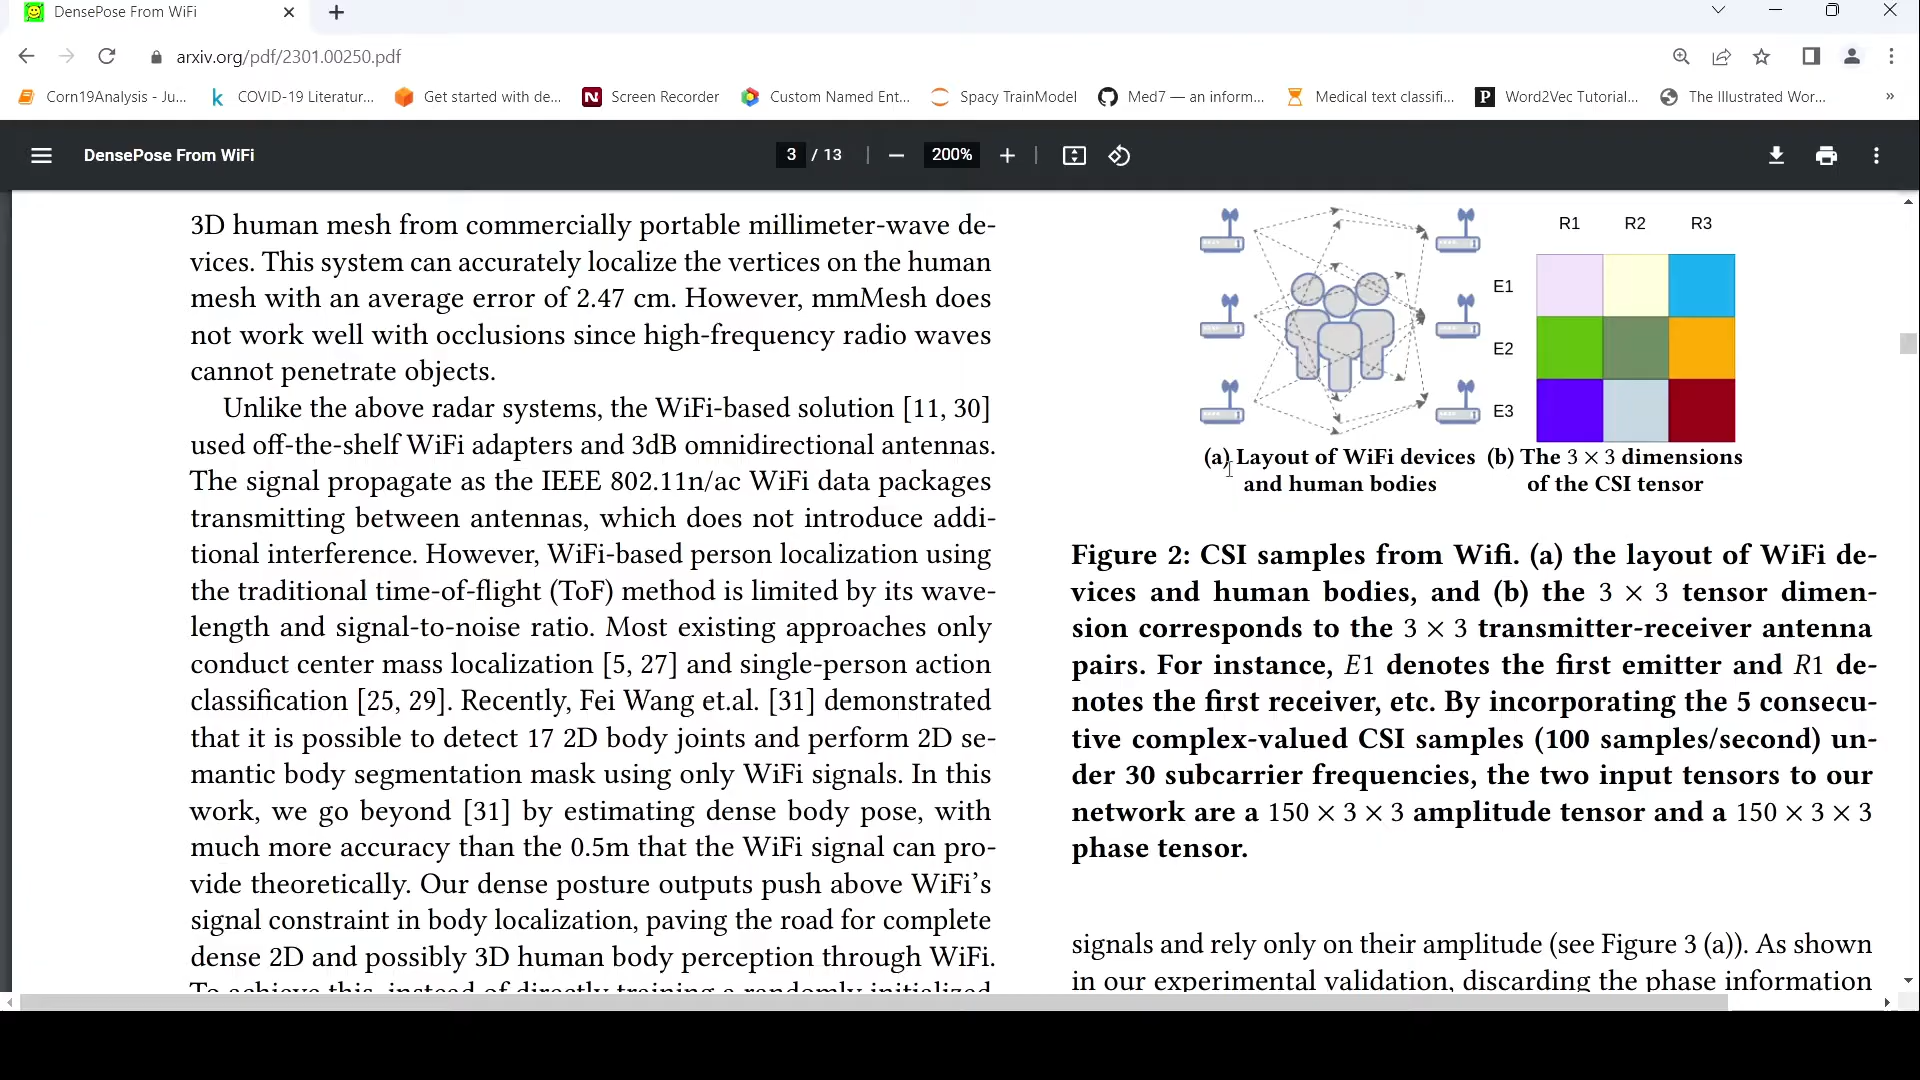 DensePose From WiFi
arxiv.org/pdf/2301.00250.pdf
Corn19Analysis - Ju...
COVID-19 Literatur...
Get started with de...
Screen Recorder
Custom Named Ent...
Spacy TrainModel
Med7 — an inform...
Medical text classifi...
Word2Vec Tutorial...
The Illustrated Wor...
»
DensePose From WiFi
3 / 13
200%
3D human mesh from commercially portable millimeter-wave de-
vices. This system can accurately localize the vertices on the human
mesh with an average error of 2.47 cm. However, mmMesh does
not work well with occlusions since high-frequency radio waves
cannot penetrate objects.
Unlike the above radar systems, the WiFi-based solution [11, 30]
used off-the-shelf WiFi adapters and 3dB omnidirectional antennas.
The signal propagate as the IEEE 802.11n/ac WiFi data packages
transmitting between antennas, which does not introduce addi-
tional interference. However, WiFi-based person localization using
the traditional time-of-flight (ToF) method is limited by its wave-
length and signal-to-noise ratio. Most existing approaches only
conduct center mass localization [5, 27] and single-person action
classification [25, 29]. Recently, Fei Wang et.al. [31] demonstrated
that it is possible to detect 17 2D body joints and perform 2D se-
mantic body segmentation mask using only WiFi signals. In this
work, we go beyond [31] by estimating dense body pose, with
much more accuracy than the 0.5m that the WiFi signal can pro-
vide theoretically. Our dense posture outputs push above WiFi's
signal constraint in body localization, paving the road for complete
dense 2D and possibly 3D human body perception through WiFi.
To achieve this, instead of directly training a randomly initialized
R1 R2 R3
E1
E2
E3
(a) Layout of WiFi devices
and human bodies
(b) The 3 × 3 dimensions
of the CSI tensor
Figure 2: CSI samples from Wifi. (a) the layout of WiFi de-
vices and human bodies, and (b) the 3 × 3 tensor dimen-
sion corresponds to the 3 × 3 transmitter-receiver antenna
pairs. For instance, E1 denotes the first emitter and R1 de-
notes the first receiver, etc. By incorporating the 5 consecu-
tive complex-valued CSI samples (100 samples/second) un-
der 30 subcarrier frequencies, the two input tensors to our
network are a 150 × 3 × 3 amplitude tensor and a 150 × 3 × 3
phase tensor.
signals and rely only on their amplitude (see Figure 3 (a)). As shown
in our experimental validation, discarding the phase information